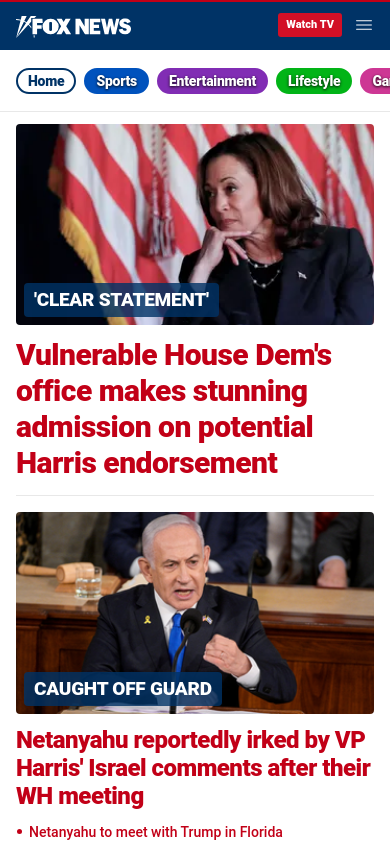 FOX NEWS
Watch TV
Home
Sports
Entertainment
Lifestyle
Ga
'CLEAR STATEMENT'
Vulnerable House Dem's
office makes stunning
admission on potential
Harris endorsement
CAUGHT OFF GUARD
Netanyahu reportedly irked by VP
Harris' Israel comments after their
WH meeting
• Netanyahu to meet with Trump in Florida